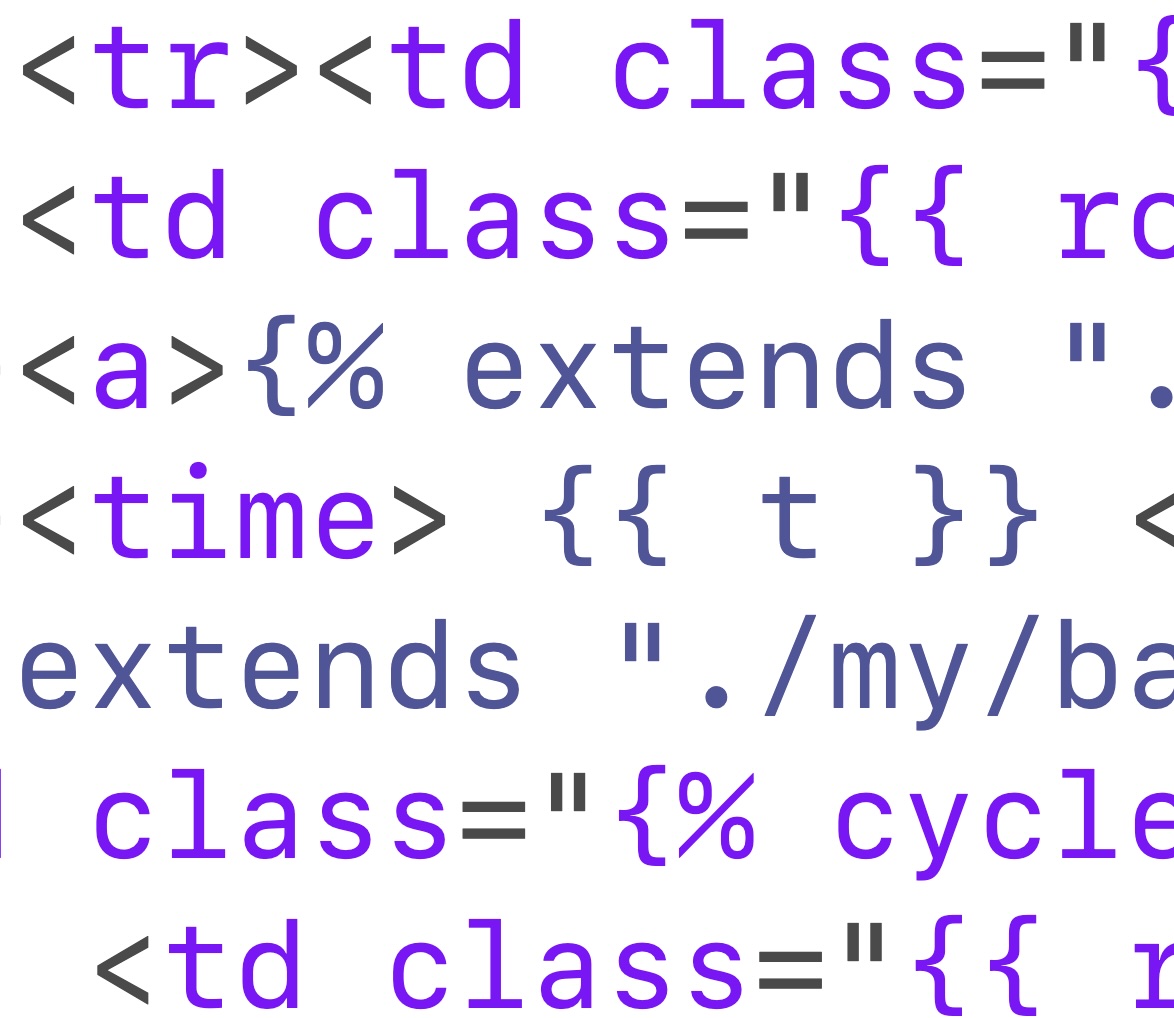 <tr><td class="{
<td class="{{ ro
<a>{% extends ".
<time> {{ t }} <
extends "./my/ba
class="{% cycle
<td class="{{ r